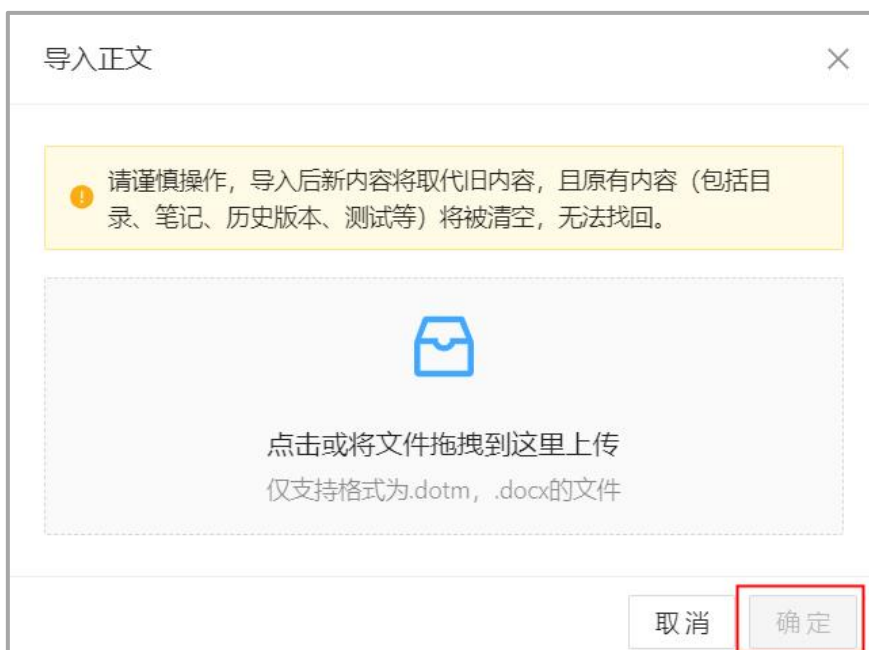 导入正文
请谨慎操作，导入后新内容将取代旧内容，且原有内容（包括目
录、笔记、历史版本、测试等）将被清空，无法找回。
点击或将文件拖拽到这里上传
仅支持格式为.dotm，.docx的文件
取消 确定